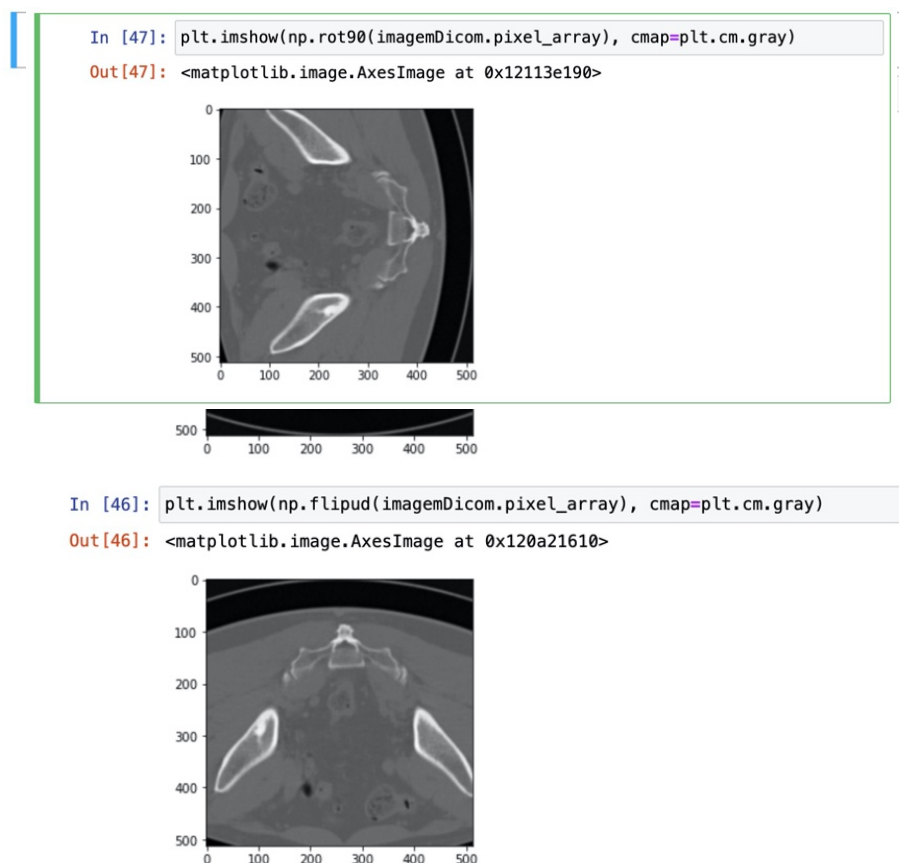 In [47]: plt.imshow(np.rot90(imagemDicom.pixel_array), cmap=plt.cm.gray)
Out[47]: <matplotlib.image.AxesImage at 0x12113e190>
0
100
200
300
400
500
0 100 200 300 400 500
500
0 100 200 300 400 500
In [46]: plt.imshow(np.flipud(imagemDicom.pixel_array), cmap=plt.cm.gray)
Out[46]: <matplotlib.image.AxesImage at 0x120a21610>
0
100
200
300
400
500
0 100 200 300 400 500